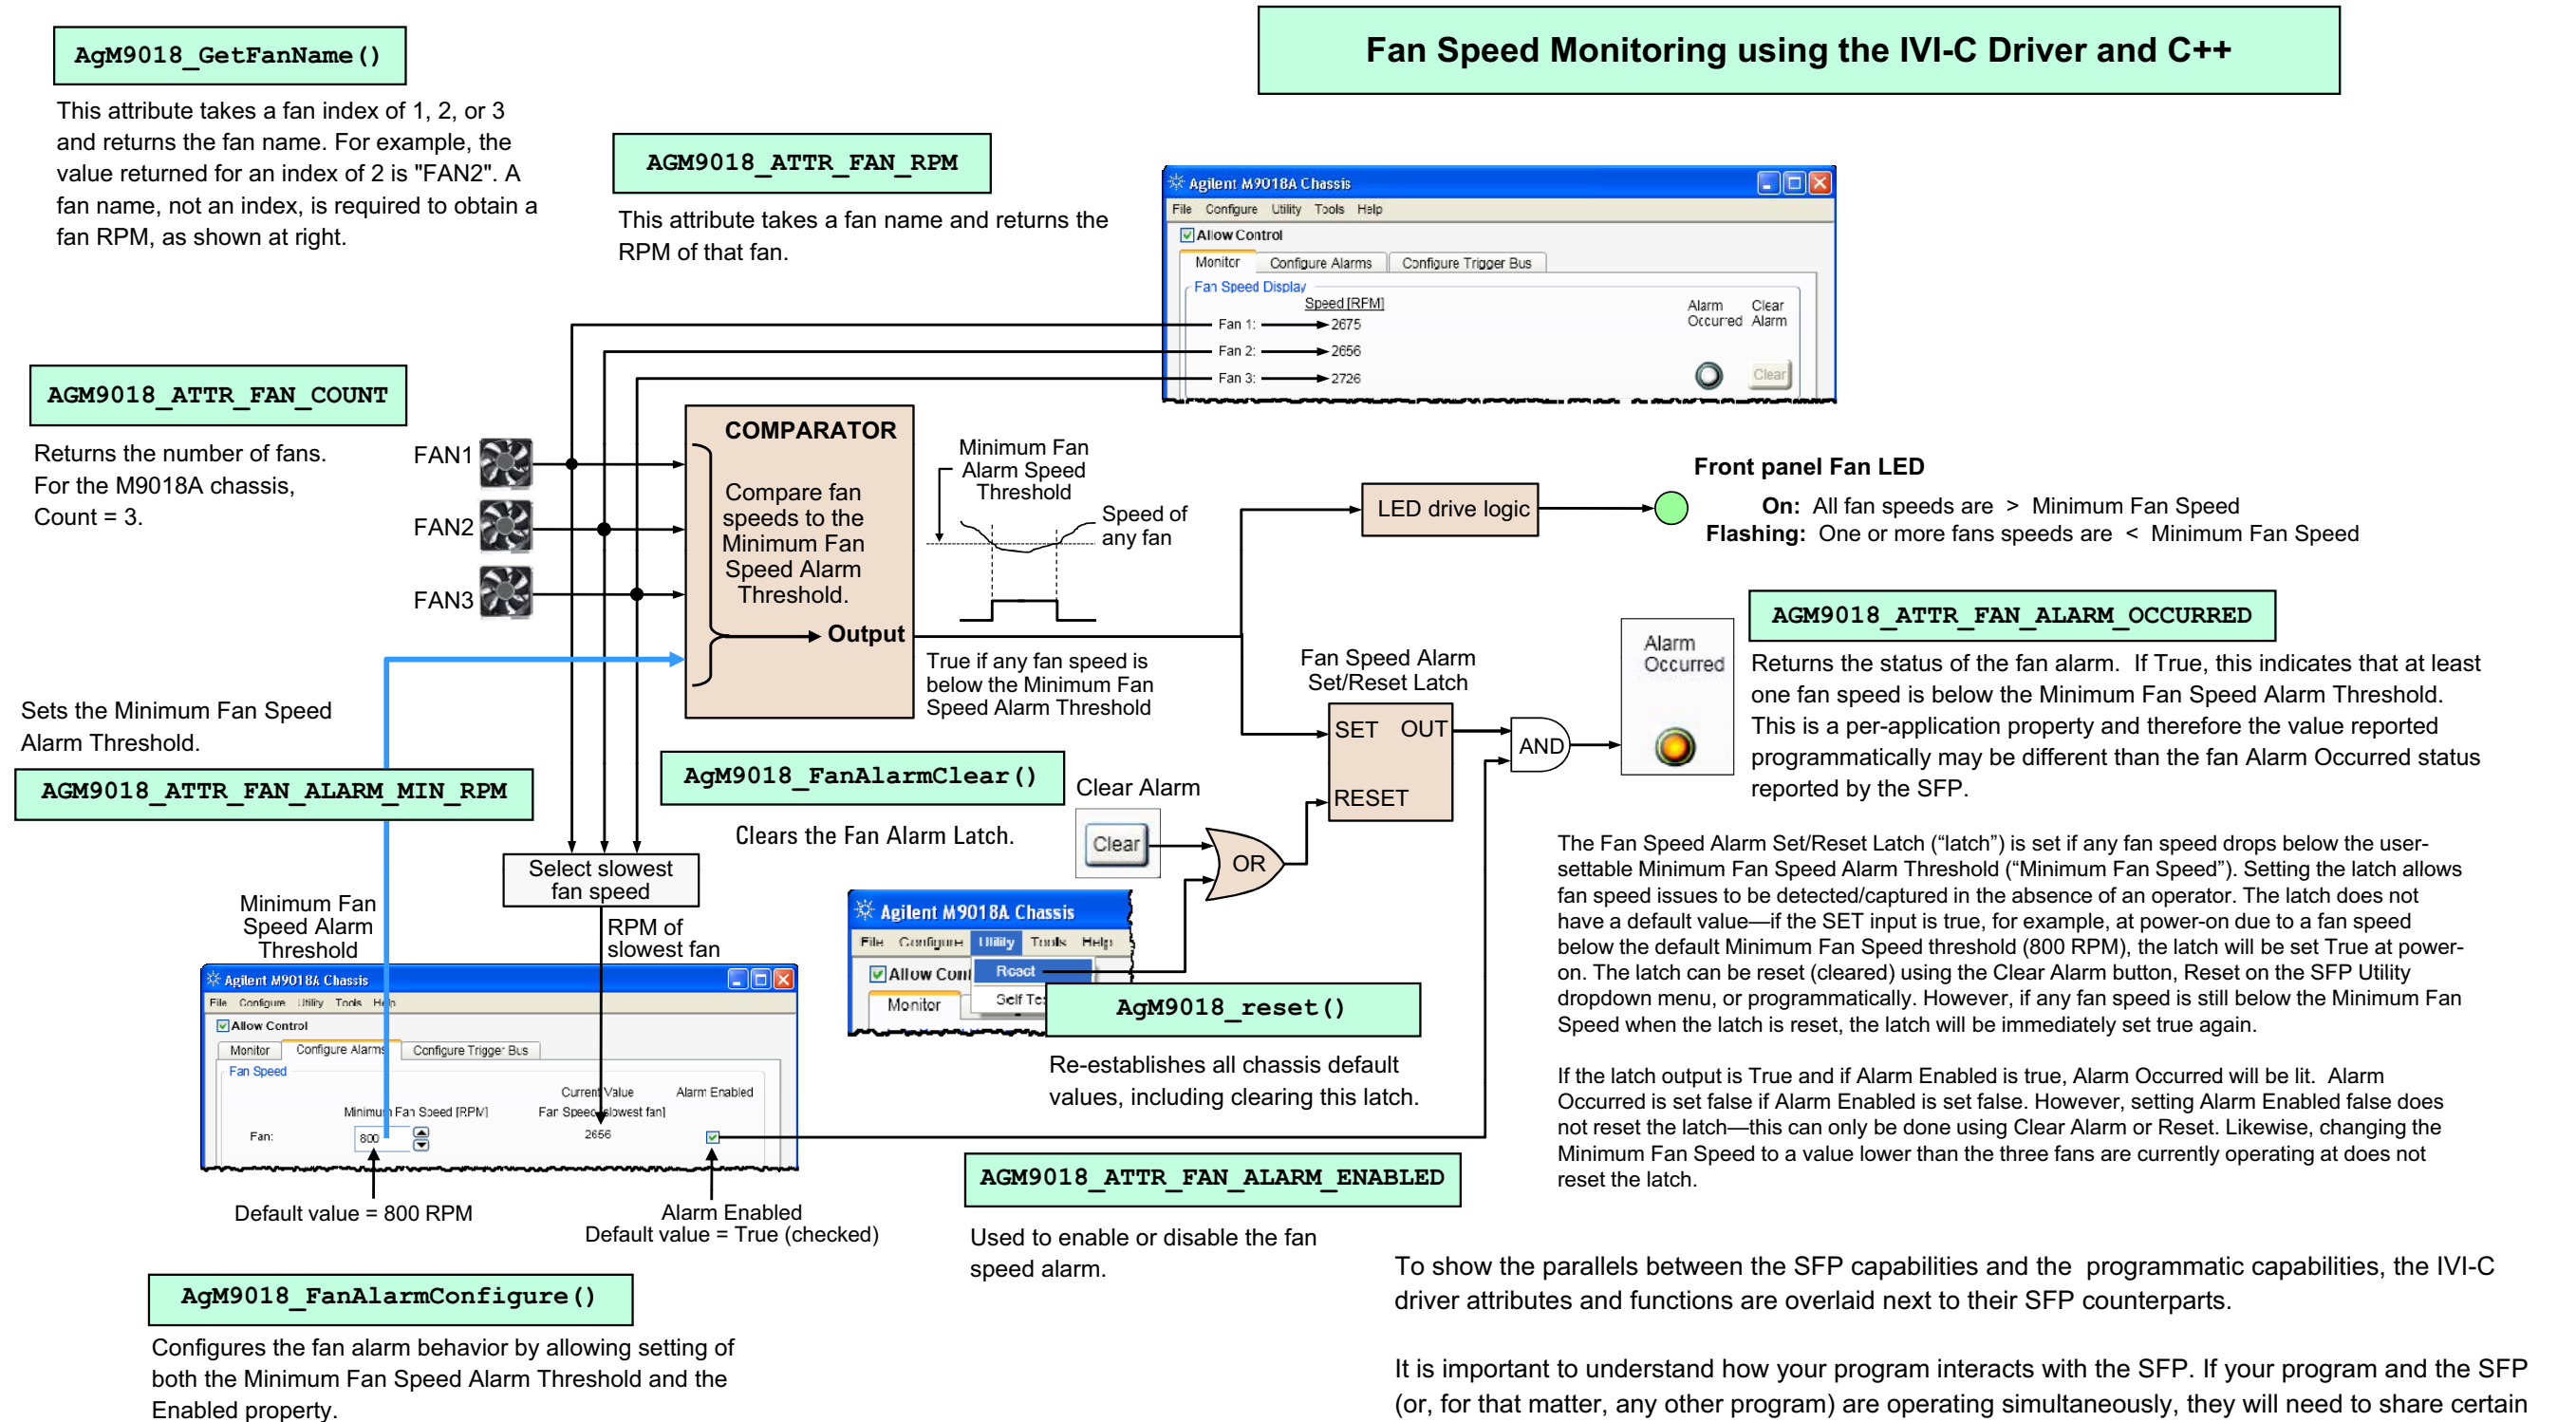 Fan Speed Monitoring using the IVI-C Driver and C++
AgM9018_GetFanName()
This attribute takes a fan index of 1, 2, or 3
and returns the fan name. For example, the
value returned for an index of 2 is "FAN2". A
fan name, not an index, is required to obtain a
fan RPM, as shown at right.
AGM9018_ATTR_FAN_RPM
This attribute takes a fan name and returns the
RPM of that fan.
Agilent M9018A Chassis
File Configure Utility Tools Help
Allow Control
Monitor Configure Alarms Configure Trigger Bus
Fan Speed Display
Speed [RPM]
Alarm Occurred
Clear Alarm
Fan 1: 2675
Fan 2: 2656
Fan 3: 2726
Clear
AGM9018_ATTR_FAN_COUNT
Returns the number of fans.
For the M9018A chassis,
Count = 3.
FAN1
FAN2
FAN3
COMPARATOR
Compare fan
speeds to the
Minimum Fan
Speed Alarm
Threshold.
Output
Minimum Fan
Alarm Speed
Threshold
Speed of
any fan
True if any fan speed is
below the Minimum Fan
Speed Alarm Threshold
LED drive logic
Front panel Fan LED
On: All fan speeds are > Minimum Fan Speed
Flashing: One or more fans speeds are < Minimum Fan Speed
Fan Speed Alarm
Set/Reset Latch
SET OUT
RESET
AND
Alarm
Occurred
AGM9018_ATTR_FAN_ALARM_OCCURRED
Returns the status of the fan alarm. If True, this indicates that at least
one fan speed is below the Minimum Fan Speed Alarm Threshold.
This is a per-application property and therefore the value reported
programmatically may be different than the fan Alarm Occurred status
reported by the SFP.
Sets the Minimum Fan Speed
Alarm Threshold.
AGM9018_ATTR_FAN_ALARM_MIN_RPM
AgM9018_FanAlarmClear()
Clears the Fan Alarm Latch.
Clear Alarm
Clear
OR
Select slowest
fan speed
RPM of
slowest fan
Minimum Fan
Speed Alarm
Threshold
Agilent M9018A Chassis
File Configure Utility Tools Help
Allow Cont
Reset
Monitor
Self Te
AgM9018_reset()
Re-establishes all chassis default
values, including clearing this latch.
Agilent M9018A Chassis
File Configure Utility Tools Help
Allow Control
Monitor Configure Alarms Configure Trigger Bus
Fan Speed
Current Value Alarm Enabled
Minimum Fan Speed [RPM] Fan Speed [slowest fan]
Fan: 800 2656
Default value = 800 RPM
Alarm Enabled
Default value = True (checked)
AGM9018_ATTR_FAN_ALARM_ENABLED
Used to enable or disable the fan
speed alarm.
AgM9018_FanAlarmConfigure()
Configures the fan alarm behavior by allowing setting of
both the Minimum Fan Speed Alarm Threshold and the
Enabled property.
The Fan Speed Alarm Set/Reset Latch (“latch”) is set if any fan speed drops below the user-
settable Minimum Fan Speed Alarm Threshold (“Minimum Fan Speed”). Setting the latch allows
fan speed issues to be detected/captured in the absence of an operator. The latch does not
have a default value—if the SET input is true, for example, at power-on due to a fan speed
below the default Minimum Fan Speed threshold (800 RPM), the latch will be set True at power-
on. The latch can be reset (cleared) using the Clear Alarm button, Reset on the SFP Utility
dropdown menu, or programmatically. However, if any fan speed is still below the Minimum Fan
Speed when the latch is reset, the latch will be immediately set true again.
If the latch output is True and if Alarm Enabled is true, Alarm Occurred will be lit. Alarm
Occurred is set false if Alarm Enabled is set false. However, setting Alarm Enabled false does
not reset the latch—this can only be done using Clear Alarm or Reset. Likewise, changing the
Minimum Fan Speed to a value lower than the three fans are currently operating at does not
reset the latch.
To show the parallels between the SFP capabilities and the programmatic capabilities, the IVI-C
driver attributes and functions are overlaid next to their SFP counterparts.
It is important to understand how your program interacts with the SFP. If your program and the SFP
(or, for that matter, any other program) are operating simultaneously, they will need to share certain